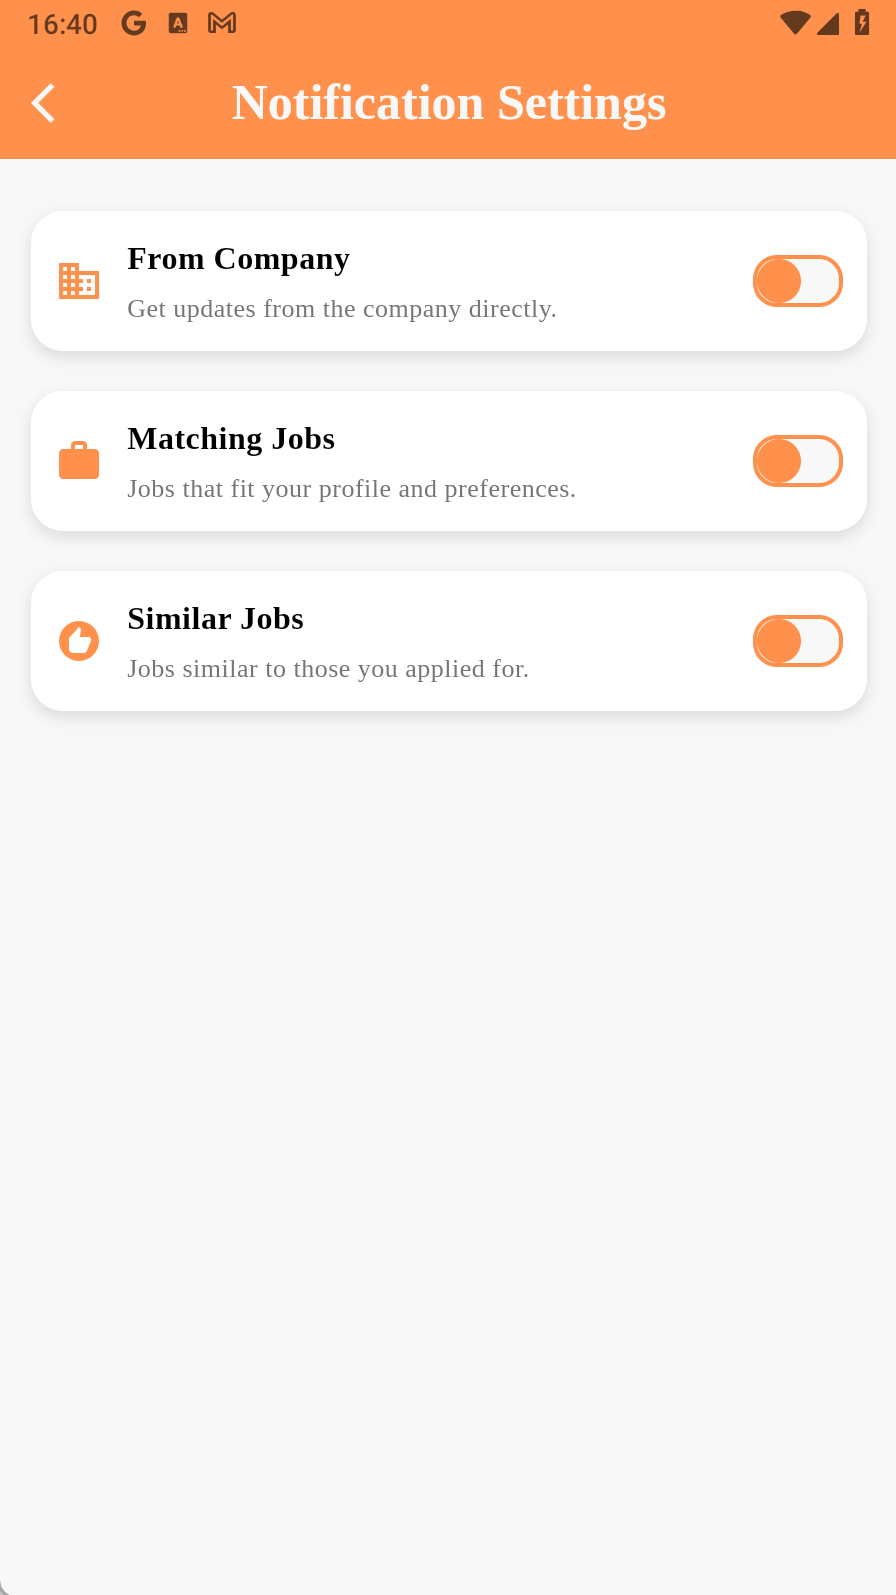 16:40
Notification Settings
From Company
Get updates from the company directly.
Matching Jobs
Jobs that fit your profile and preferences.
Similar Jobs
Jobs similar to those you applied for.